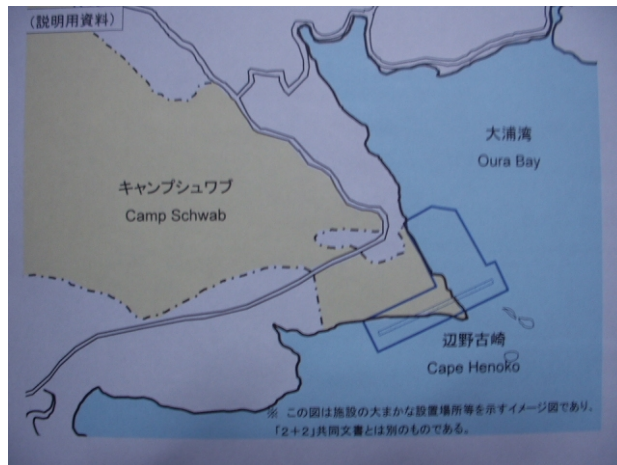 （説明用資料）
大浦湾
Oura Bay
キャンプシュワブ
Camp Schwab
辺野古崎
Cape Henoko
※ この図は施設の大まかな設置場所等を示すイメージ図であり、
「2＋2」共同文書とは別のものである。